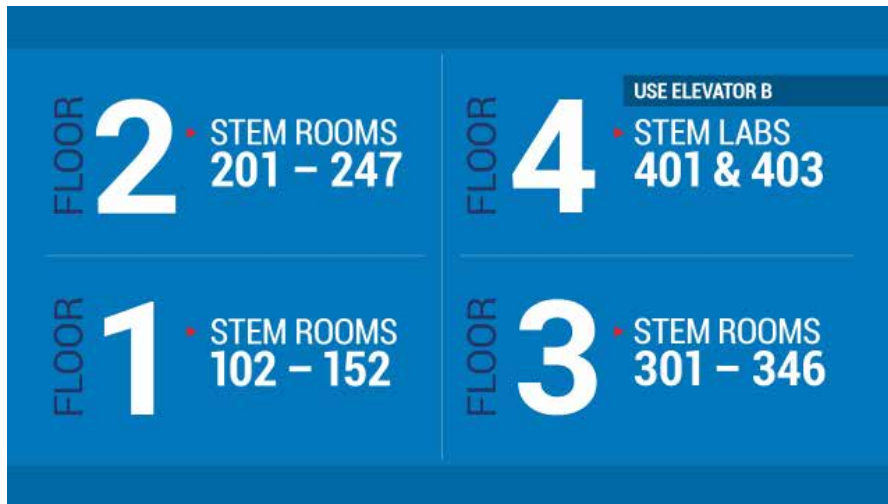 FLOOR
2
STEM ROOMS
201 – 247
FLOOR
1
STEM ROOMS
102 – 152
USE ELEVATOR B
FLOOR
4
STEM LABS
401 & 403
FLOOR
3
STEM ROOMS
301 – 346